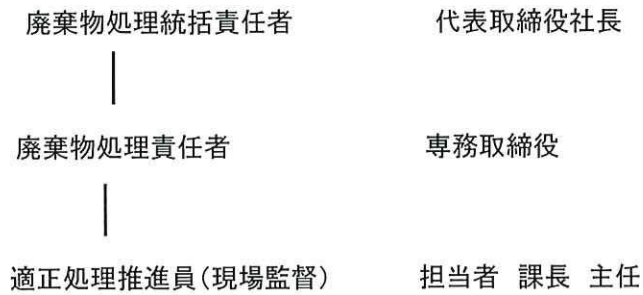 廃棄物処理統括責任者 代表取締役社長
廃棄物処理責任者 専務取締役
適正処理推進員(現場監督) 担当者 課長 主任